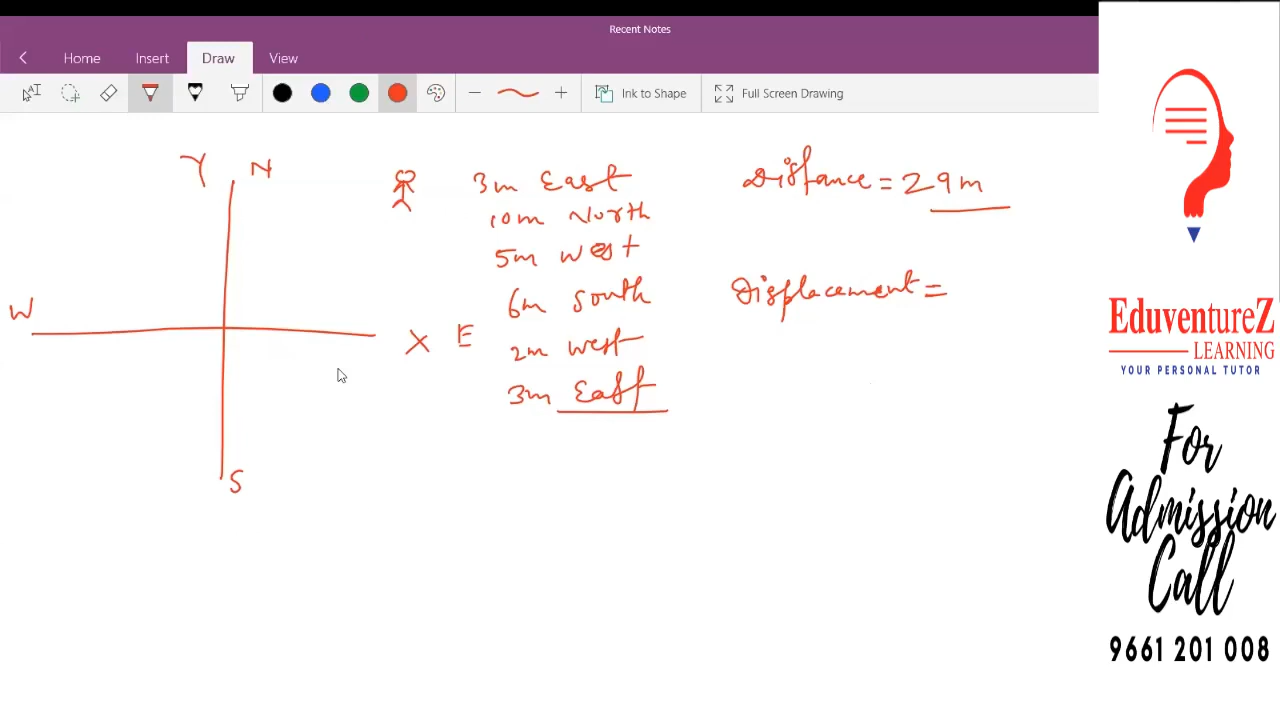 Recent Notes
Home Insert Draw View
Ink to Shape Full Screen Drawing
Y N
W
X E
S
3m East
10m North
5m west
6m south
2m west
3m East
Distance = 29m
Displacement =
EduventureZ
LEARNING
YOUR PERSONAL TUTOR
For
Admission
Call
9661 201 008